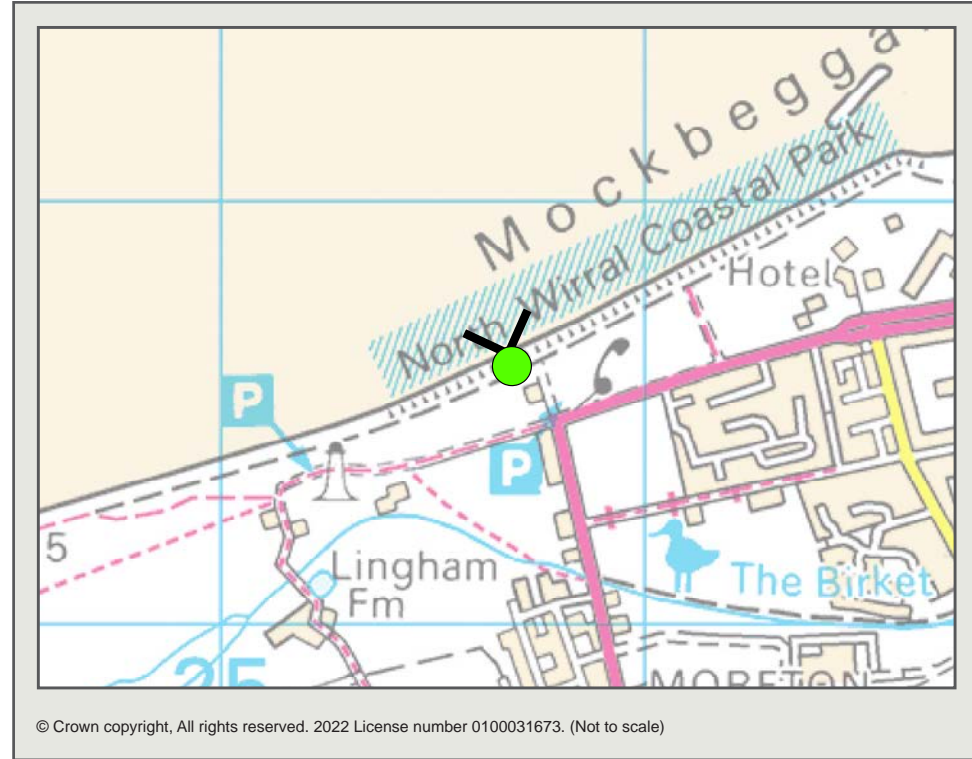 Mockbegga
North Wirral Coastal Park
Hotel
P
P
5
Lingham
Fm
The Birket
25
MORETON
© Crown copyright, All rights reserved. 2022 License number 0100031673. (Not to scale)